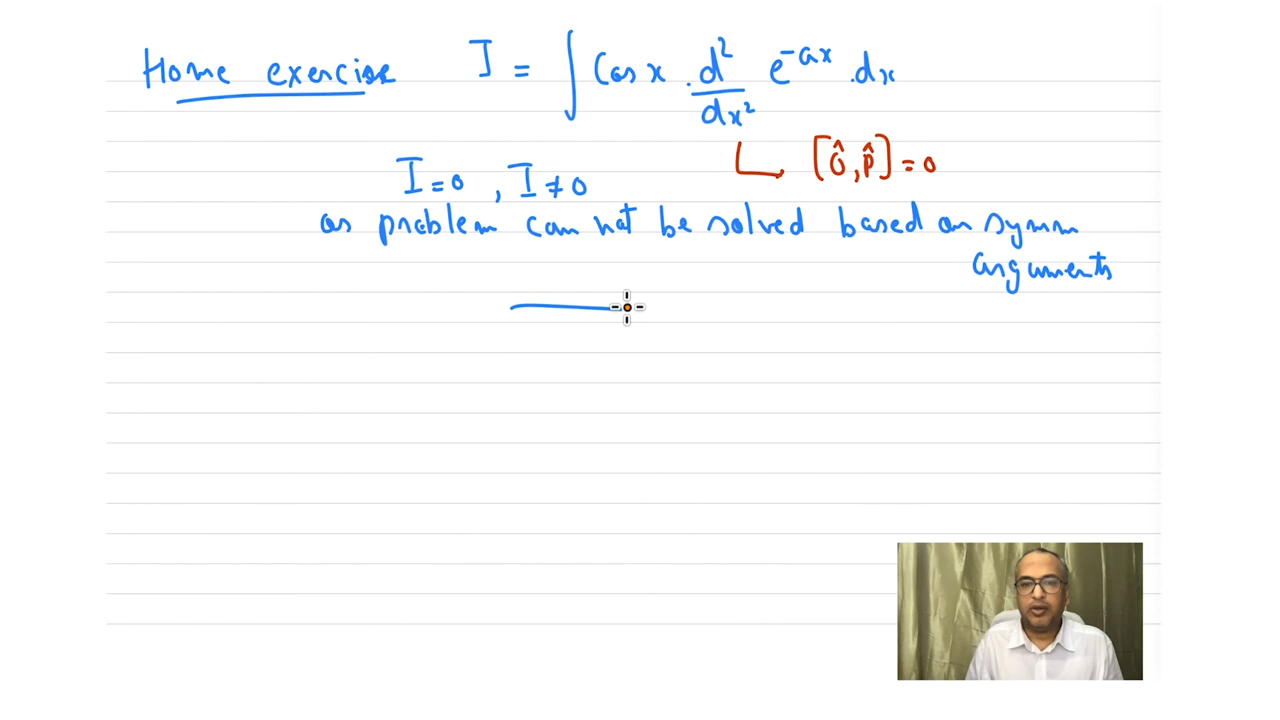 Home exercise I = ∫ Cos x . d²/dx² e^{-ax} . dx
[Ô, P̂] = 0
I = 0 , I ≠ 0
as problem can not be solved based on symm
arguments